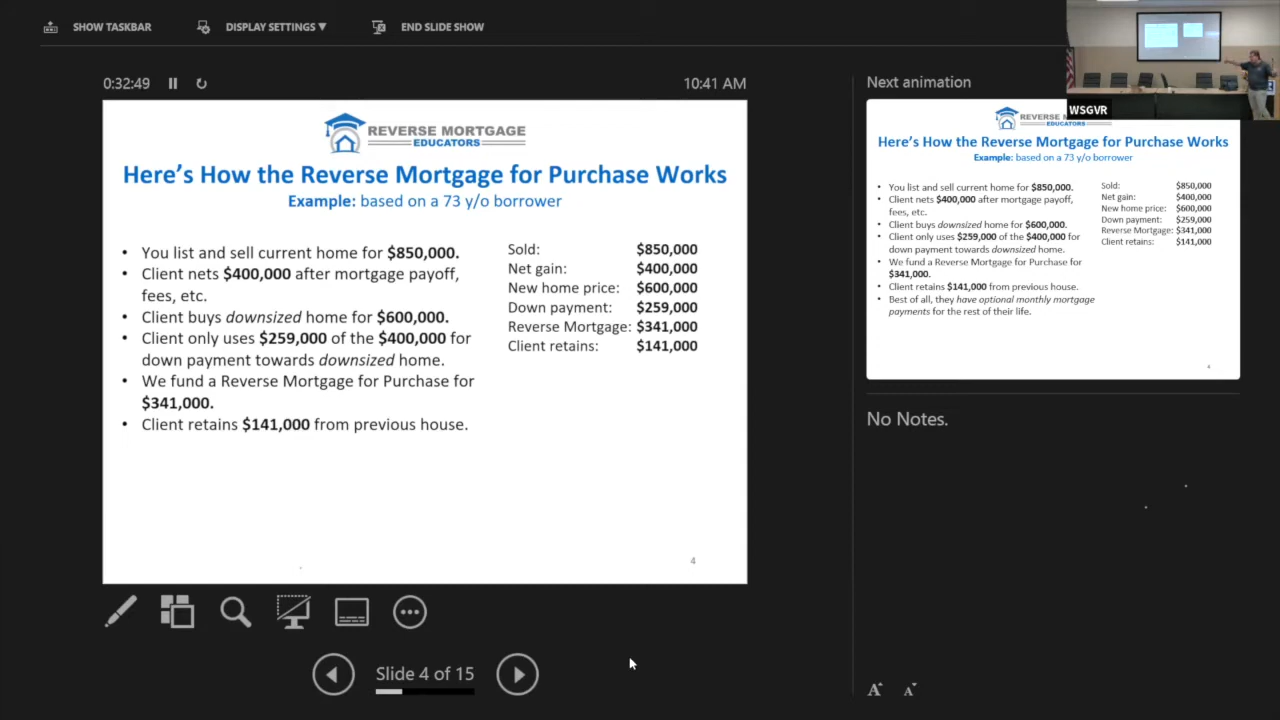 SHOW TASKBAR
DISPLAY SETTINGS ▼
END SLIDE SHOW
0:32:49
10:41 AM
REVERSE MORTGAGE
EDUCATORS
Here's How the Reverse Mortgage for Purchase Works
Example: based on a 73 y/o borrower
• You list and sell current home for $850,000.
• Client nets $400,000 after mortgage payoff,
fees, etc.
• Client buys downsized home for $600,000.
• Client only uses $259,000 of the $400,000 for
down payment towards downsized home.
• We fund a Reverse Mortgage for Purchase for
$341,000.
• Client retains $141,000 from previous house.
Sold: $850,000
Net gain: $400,000
New home price: $600,000
Down payment: $259,000
Reverse Mortgage: $341,000
Client retains: $141,000
4
Slide 4 of 15
Next animation
WSGVR
REVERSE M
EDUCATORS
Here's How the Reverse Mortgage for Purchase Works
Example: based on a 73 y/o borrower
• You list and sell current home for $850,000.
• Client nets $400,000 after mortgage payoff,
fees, etc.
• Client buys downsized home for $600,000.
• Client only uses $259,000 of the $400,000 for
down payment towards downsized home.
• We fund a Reverse Mortgage for Purchase for
$341,000.
• Client retains $141,000 from previous house.
• Best of all, they have optional monthly mortgage
payments for the rest of their life.
Sold: $850,000
Net gain: $400,000
New home price: $600,000
Down payment: $259,000
Reverse Mortgage: $341,000
Client retains: $141,000
4
No Notes.
A A